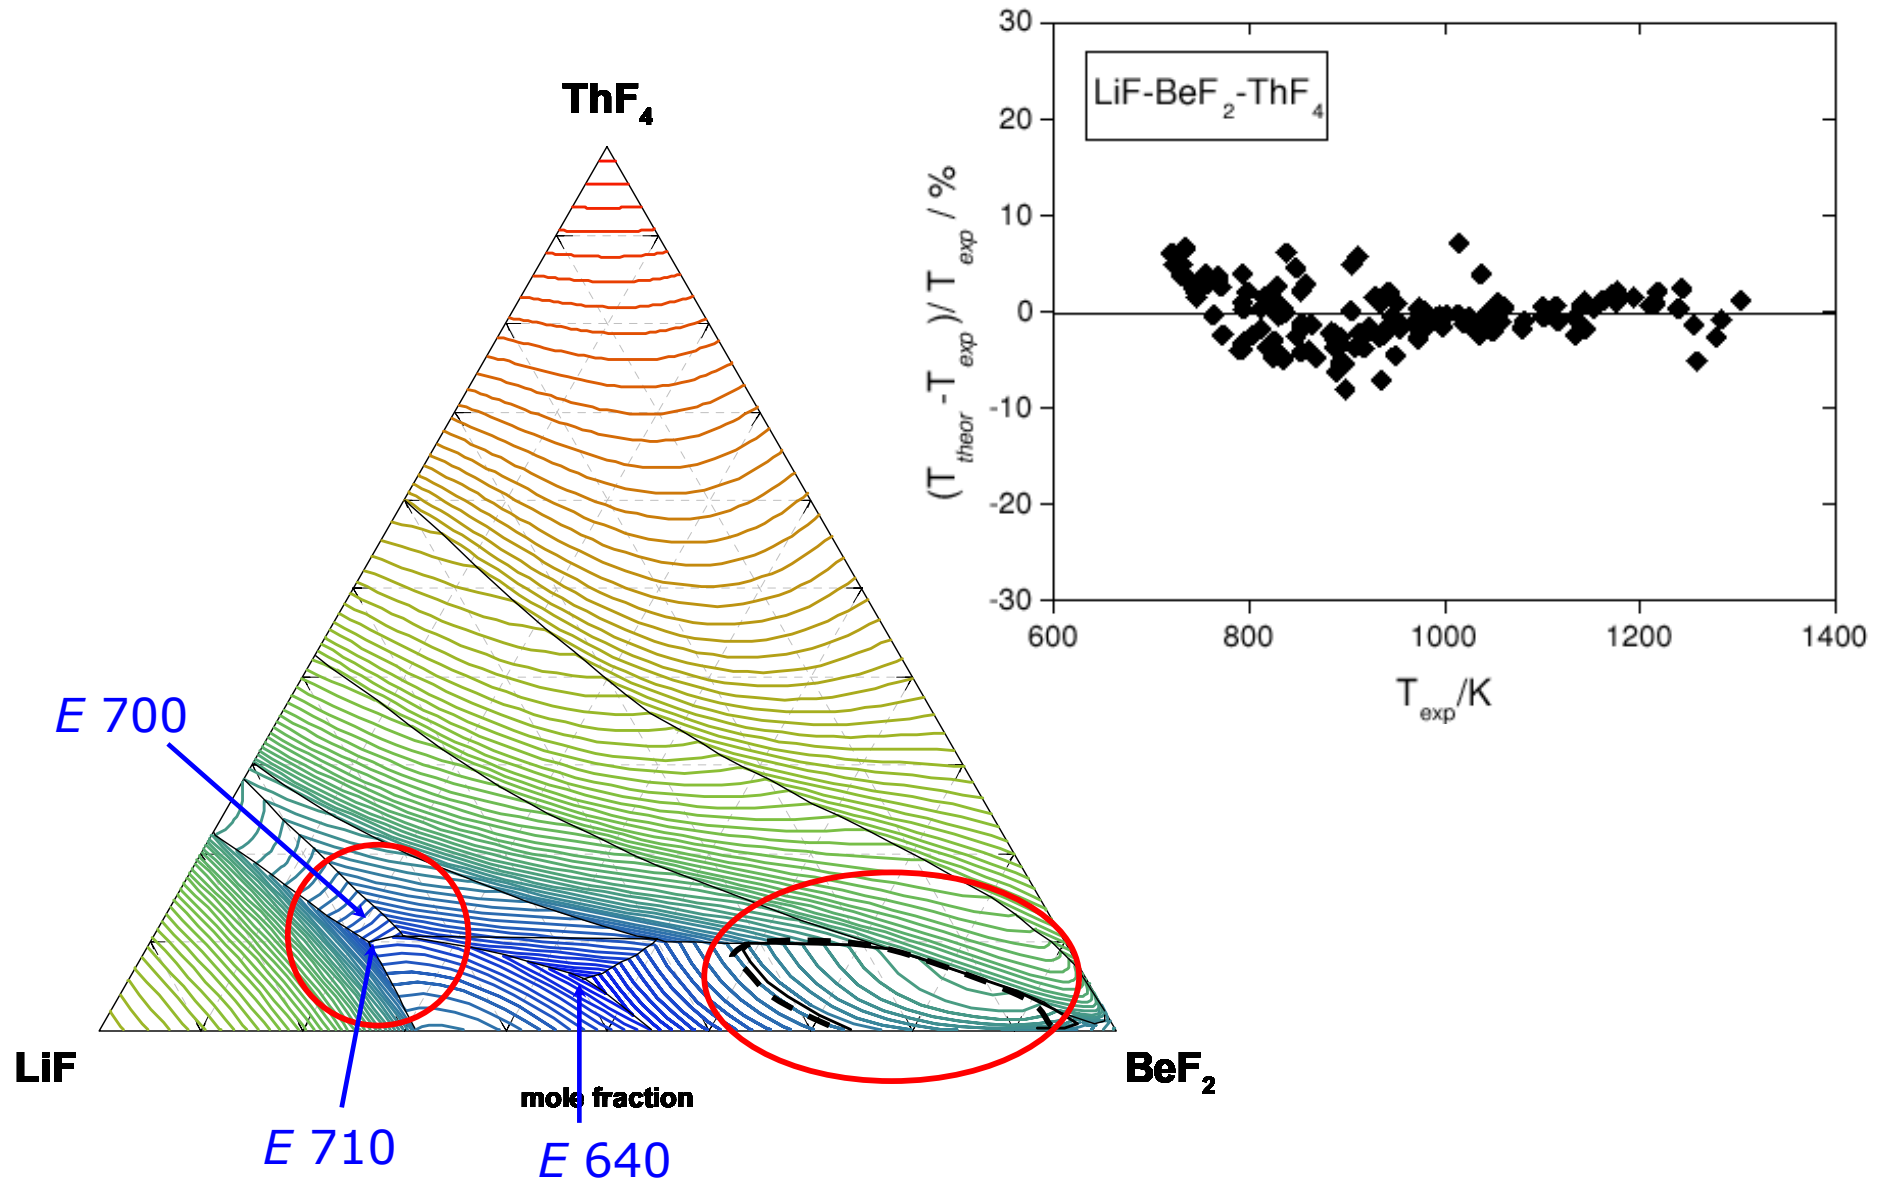 ThF4
E 700
LiF
BeF2
mole fraction
E 710
E 640
30
20
10
0
-10
-20
-30
LiF-BeF2-ThF4
(Ttheor-Texp)/Texp / %
600 800 1000 1200 1400
Texp/K